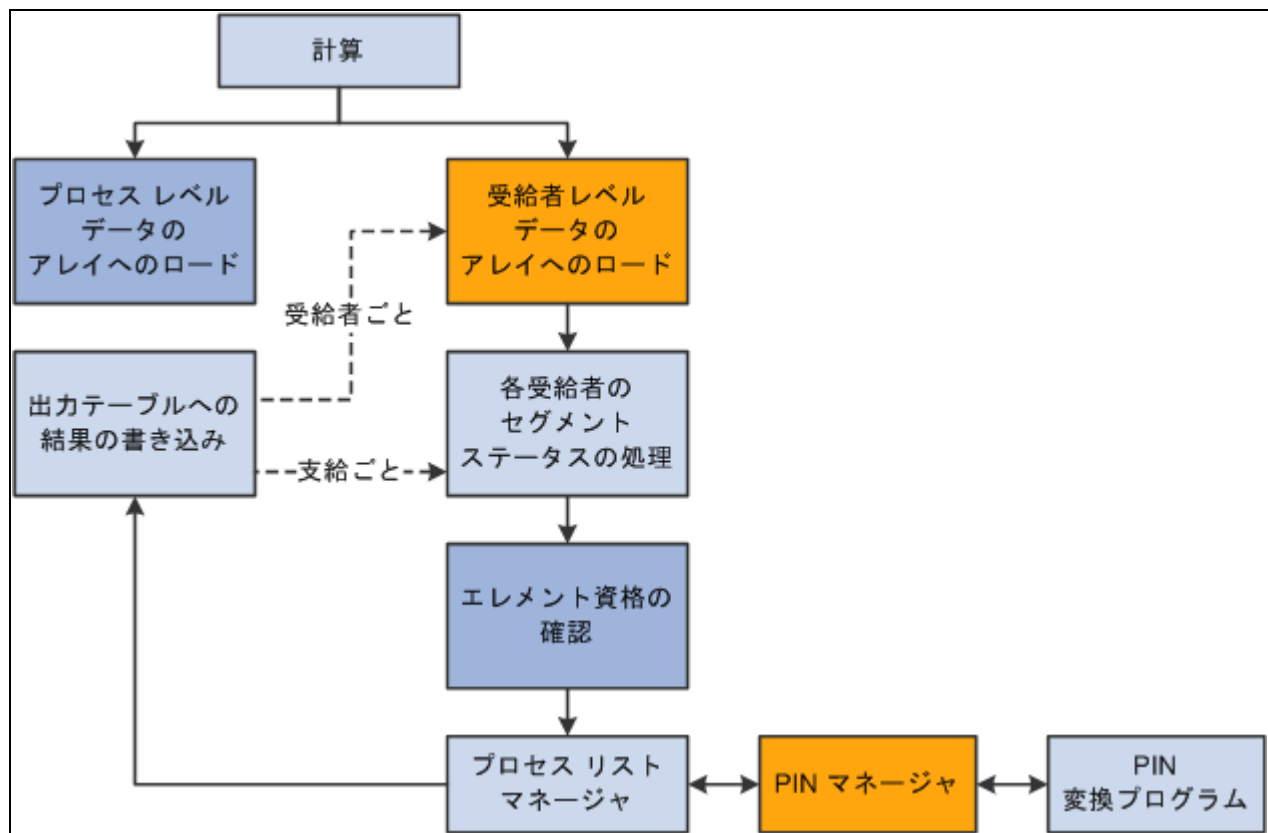 計算
プロセス レベル
データの
アレイへのロード
受給者レベル
データの
アレイへのロード
受給者ごと
出力テーブルへの
結果の書き込み
各受給者の
セグメント
ステータスの処理
支給ごと
エレメント資格の
確認
プロセス リスト
マネージャ
PIN マネージャ
PIN
変換プログラム